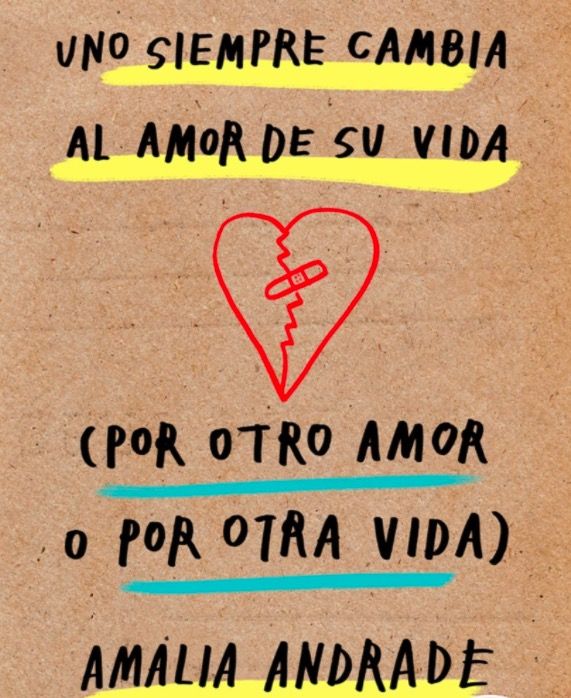 UNO SIEMPRE CAMBIA
AL AMOR DE SU VIDA
(POR OTRO AMOR
O POR OTRA VIDA)
AMALIA ANDRADE